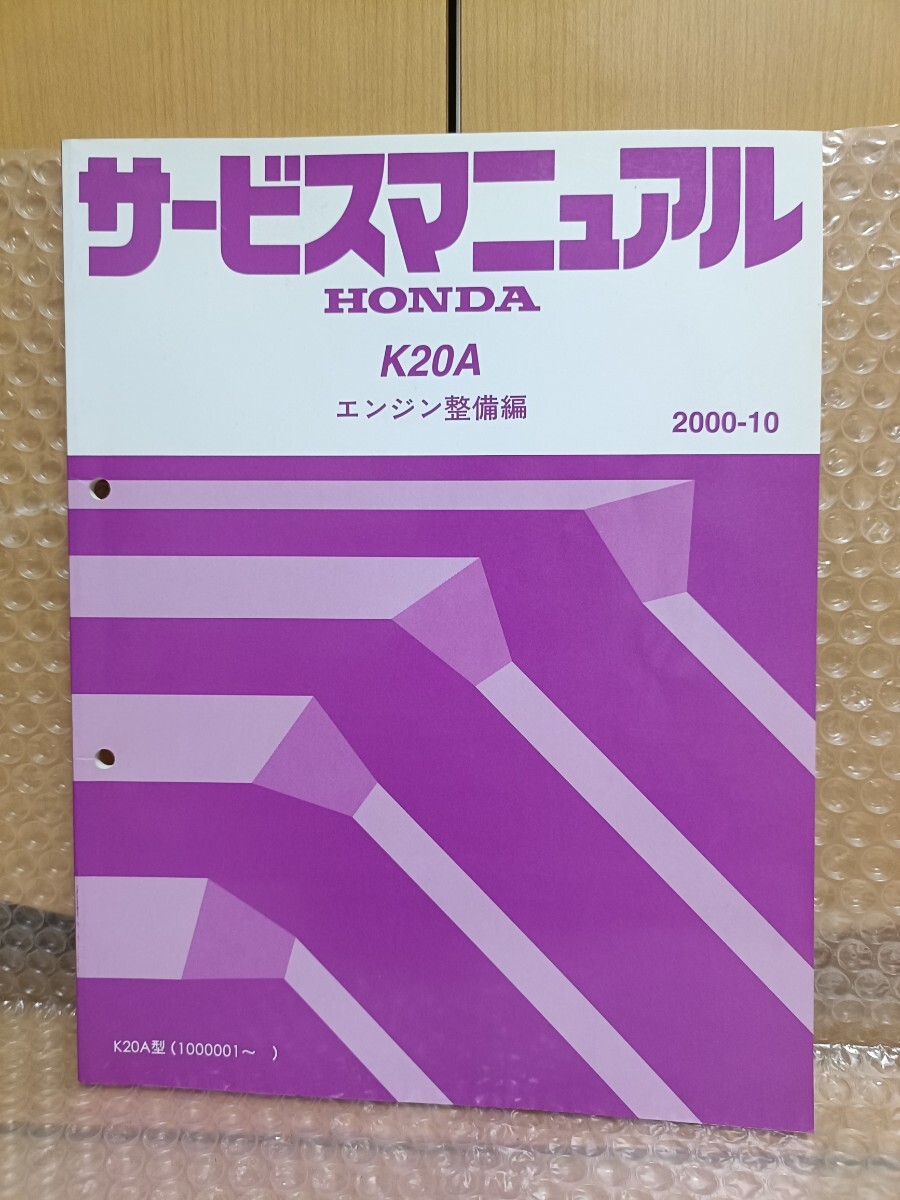 サービスマニュアル
HONDA
K20A
エンジン整備編
2000-10
K20A型 (1000001～ )